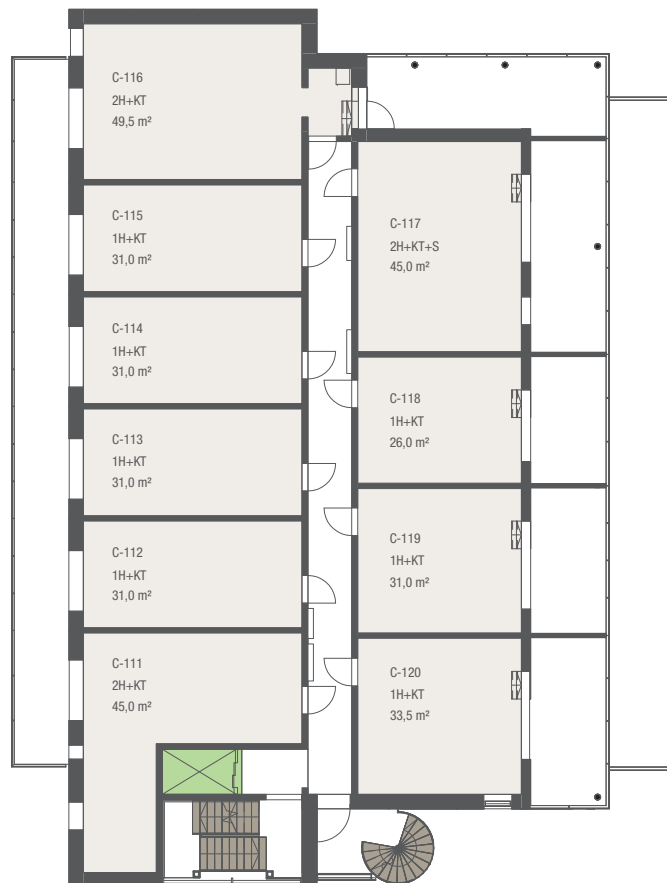 C-116
2H+KT
49,5 m²
C-115
1H+KT
31,0 m²
C-114
1H+KT
31,0 m²
C-113
1H+KT
31,0 m²
C-112
1H+KT
31,0 m²
C-111
2H+KT
45,0 m²
C-117
2H+KT+S
45,0 m²
C-118
1H+KT
26,0 m²
C-119
1H+KT
31,0 m²
C-120
1H+KT
33,5 m²